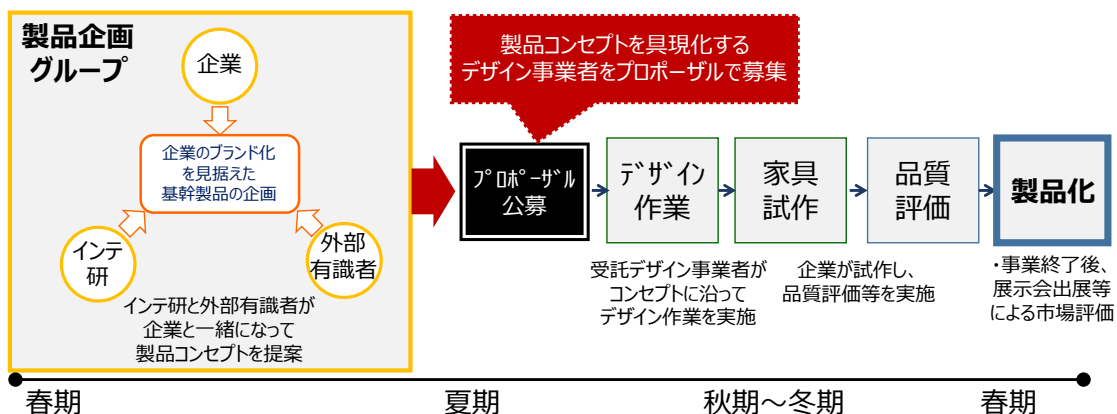 製品企画
グループ
企業
企業のブランド化
を見据えた
基幹製品の企画
インテ
研
外部
有識者
インテ研と外部有識者が
企業と一緒になって
製品コンセプトを提案
製品コンセプトを具現化する
デザイン事業者をプロポーザルで募集
ﾌﾟﾛﾎﾟｰｻﾞﾙ
公募
ﾃﾞｻﾞｲﾝ
作業
家具
試作
品質
評価
製品化
受託デザイン事業者が
コンセプトに沿って
デザイン作業を実施
企業が試作し、
品質評価等を実施
・事業終了後、
展示会出展等
による市場評価
春期
夏期
秋期～冬期
春期